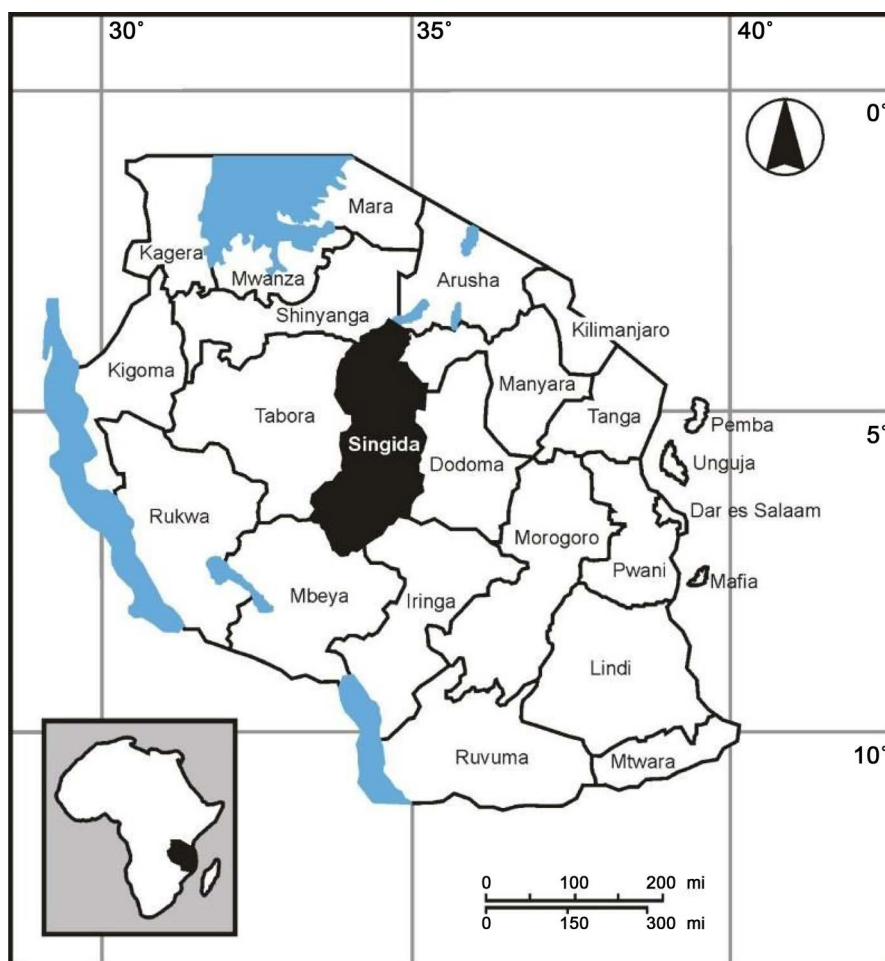 30˚
35˚
40˚
0˚
Mara
Kagera
Mwanza
Arusha
Shinyanga
Kilimanjaro
Kigoma
Manyara
Tabora
Tanga
Pemba
5˚
Singida
Dodoma
Unguja
Rukwa
Dar es Salaam
Morogoro
Pwani
Mafia
Mbeya
Iringa
Lindi
Ruvuma
Mtwara
10˚
0 100 200 mi
0 150 300 mi